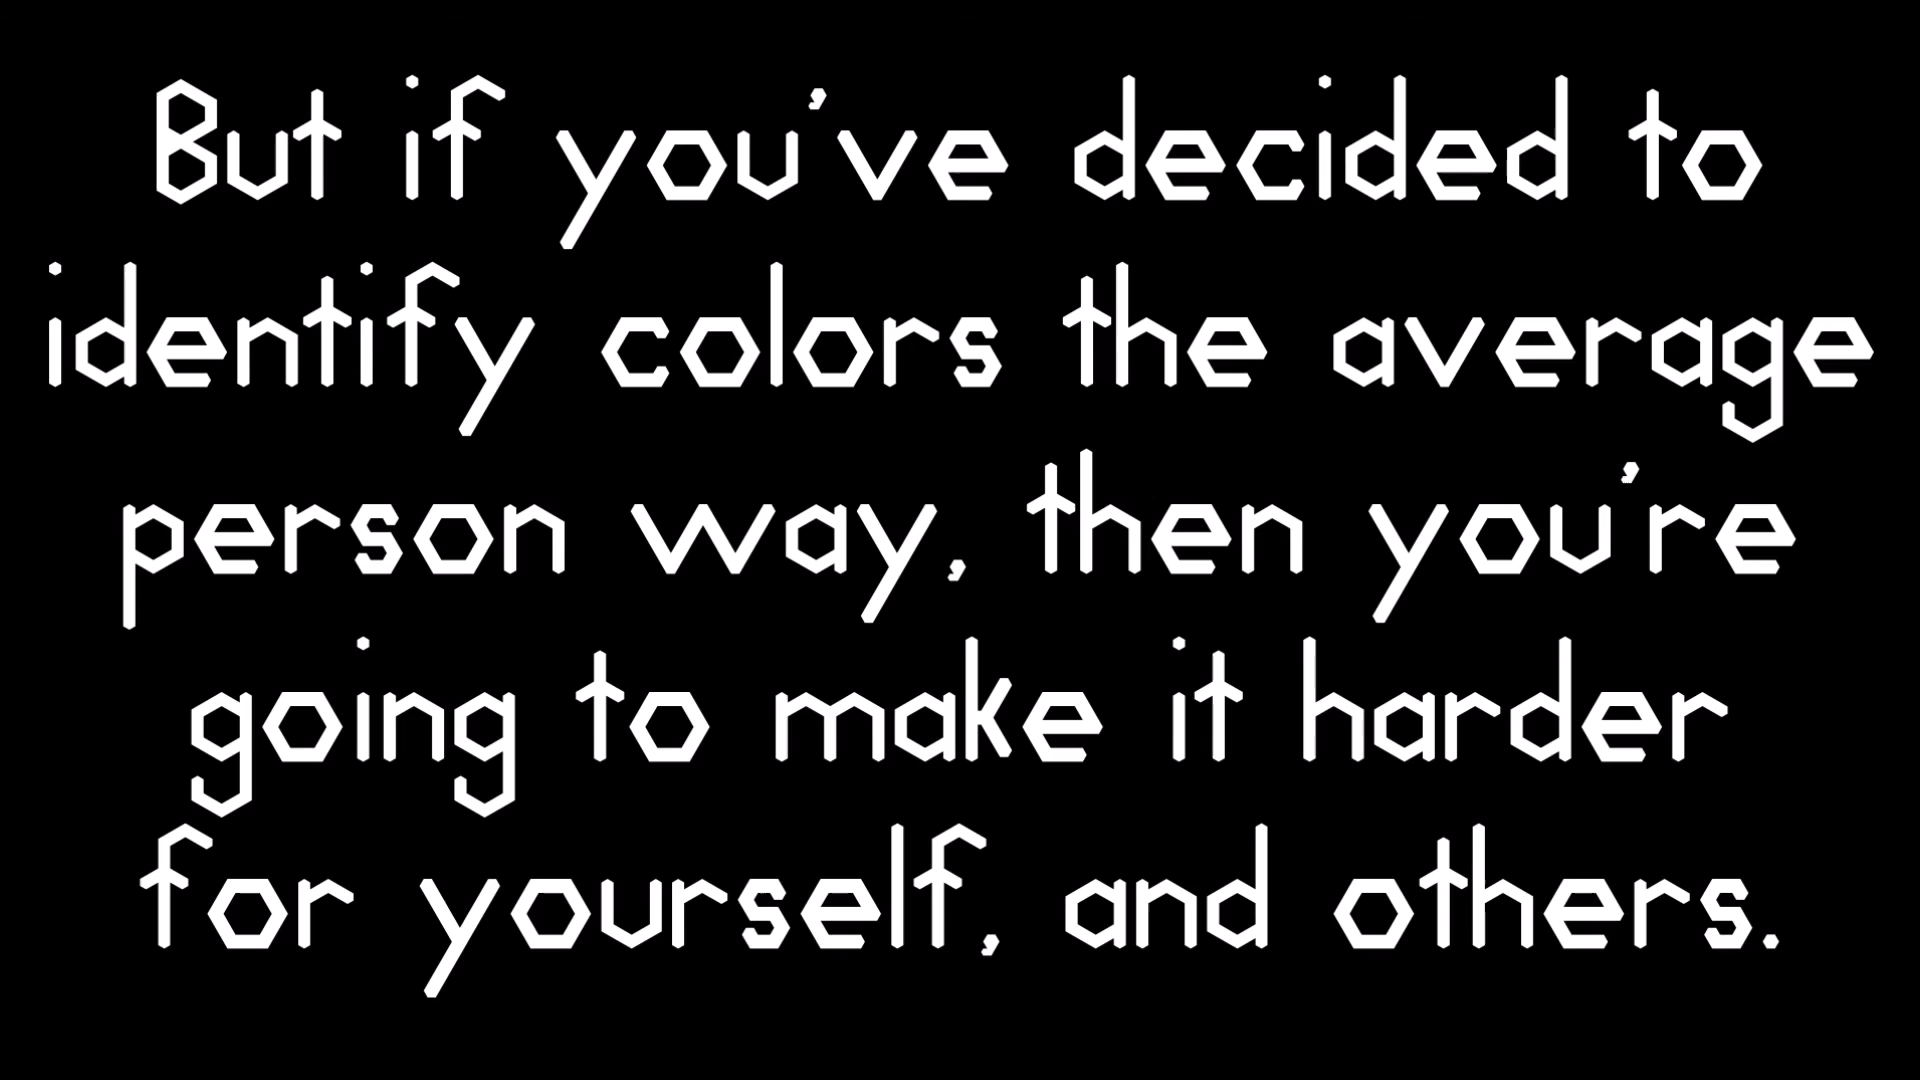 But if you've decided to
identify colors the average
person way, then you're
going to make it harder
for yourself, and others.